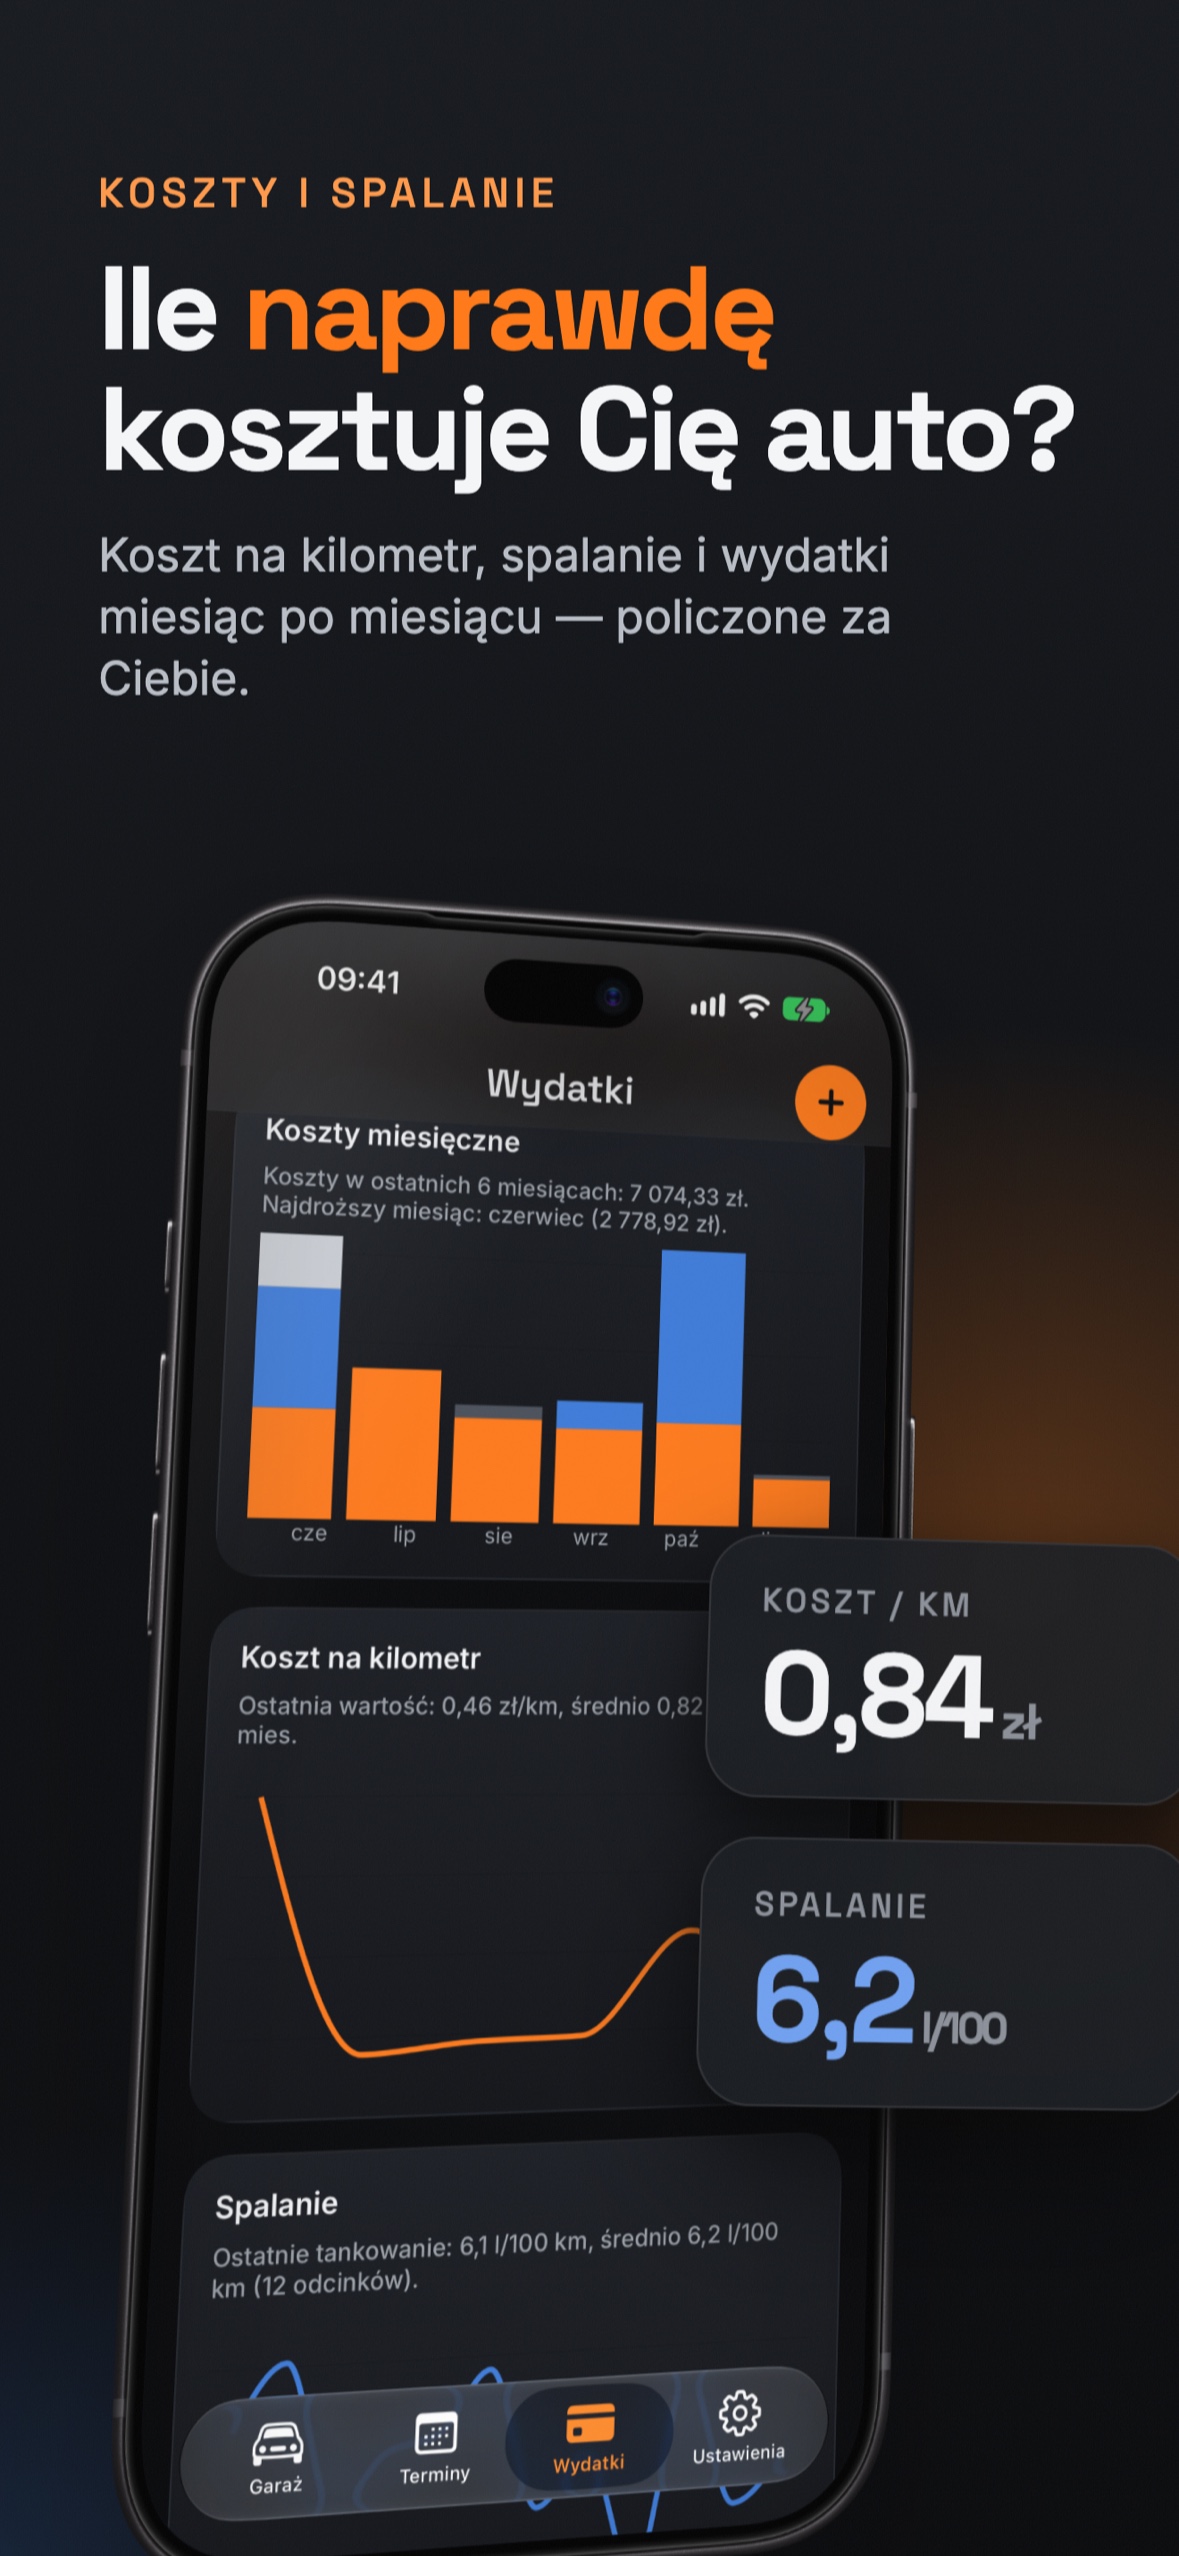 KOSZTY I SPALANIE
Ile naprawdę
kosztuje Cię auto?
Koszt na kilometr, spalanie i wydatki
miesiąc po miesiącu — policzone za
Ciebie.
09:41
Wydatki
+
Koszty miesięczne
Koszty w ostatnich 6 miesiącach: 7 074,33 zł.
Najdroższy miesiąc: czerwiec (2 778,92 zł).
cze lip sie wrz paź
KOSZT / KM
0,84 zł
Koszt na kilometr
Ostatnia wartość: 0,46 zł/km, średnio 0,82
mies.
SPALANIE
6,2 l/100
Spalanie
Ostatnie tankowanie: 6,1 l/100 km, średnio 6,2 l/100
km (12 odcinków).
Garaż Terminy Wydatki Ustawienia